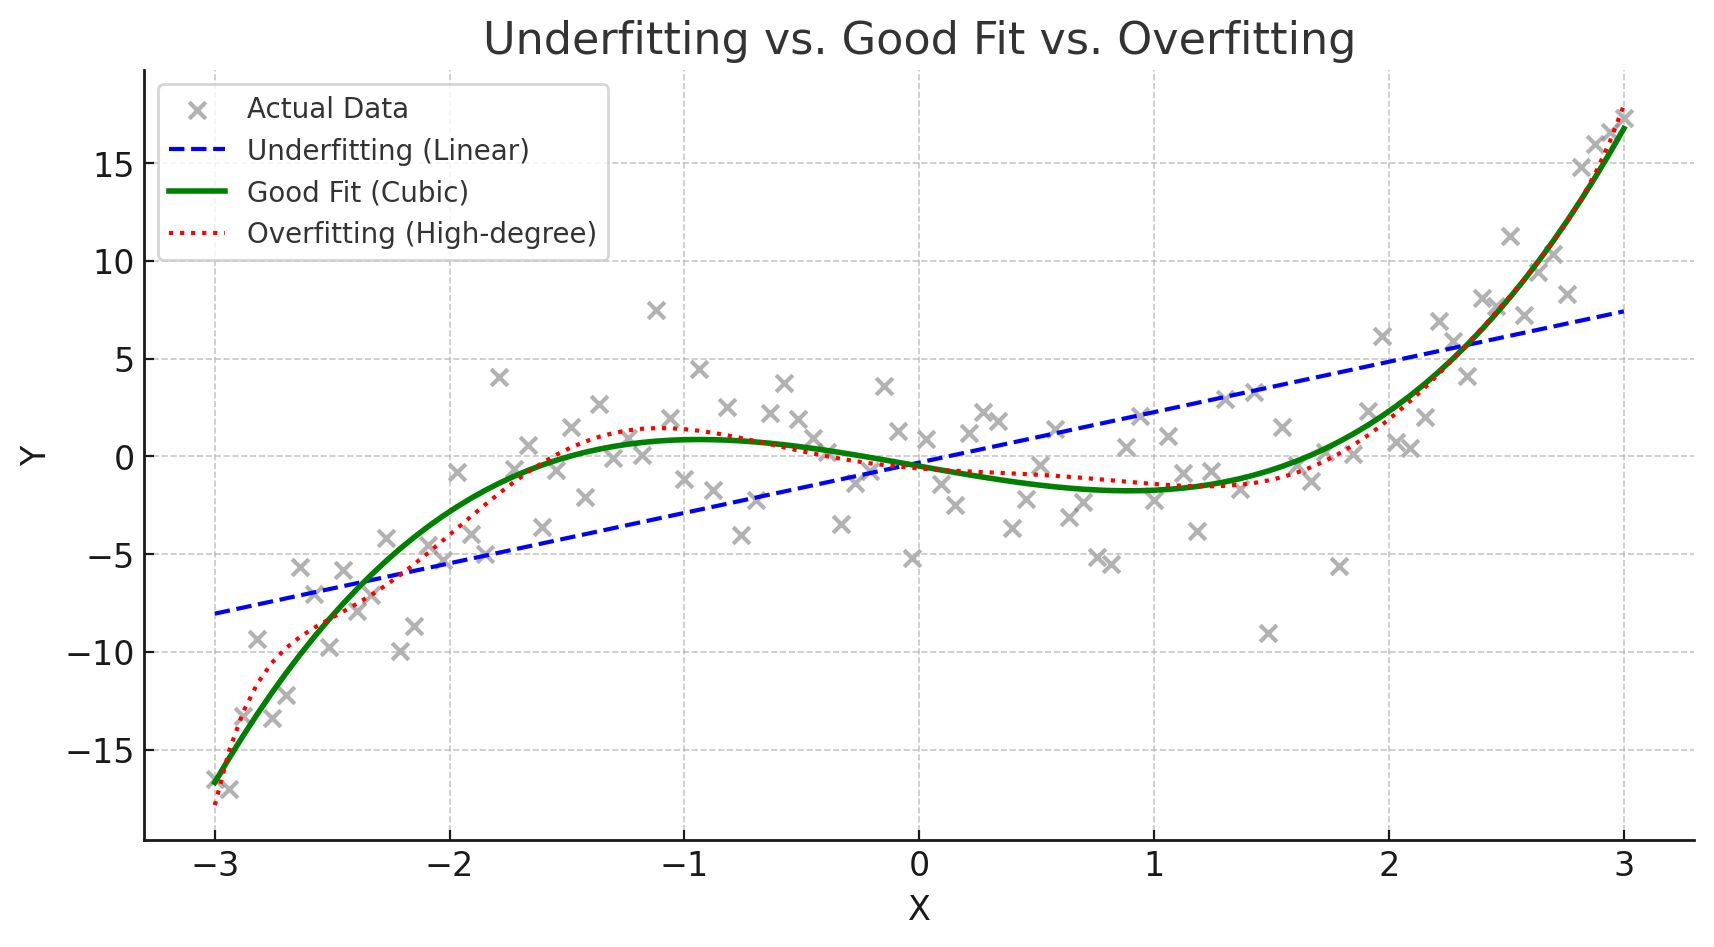 Underfitting vs. Good Fit vs. Overfitting
Actual Data
Underfitting (Linear)
Good Fit (Cubic)
Overfitting (High-degree)
Y
15
10
5
0
−5
−10
−15
−3 −2 −1 0 1 2 3
X